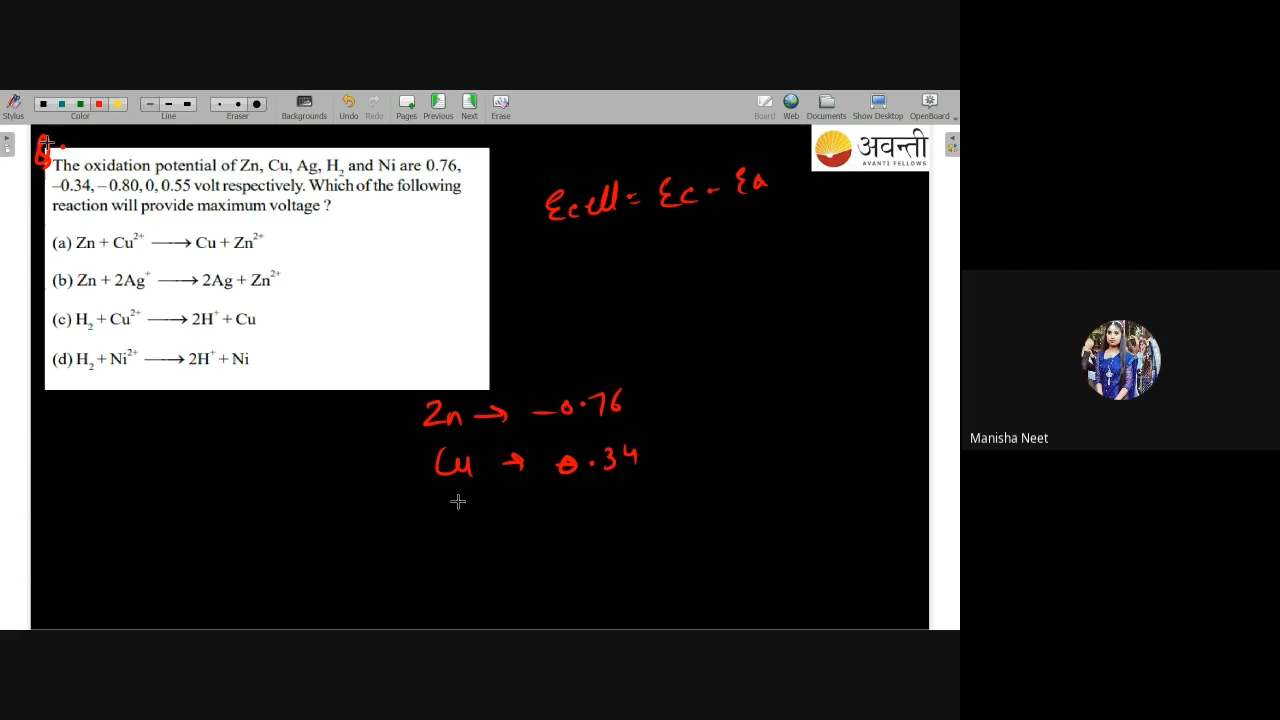 Stylus Color Line Eraser Backgrounds Undo Redo Pages Previous Next Erase Board Web Documents Show Desktop OpenBoard
अवन्ती
AVANTI FELLOWS
The oxidation potential of Zn, Cu, Ag, H₂ and Ni are 0.76,
–0.34, – 0.80, 0, 0.55 volt respectively. Which of the following
reaction will provide maximum voltage ?
(a) Zn + Cu²⁺ ⟶ Cu + Zn²⁺
(b) Zn + 2Ag⁺ ⟶ 2Ag + Zn²⁺
(c) H₂ + Cu²⁺ ⟶ 2H⁺ + Cu
(d) H₂ + Ni²⁺ ⟶ 2H⁺ + Ni
Ecell = Ec - Ea
Zn → -0.76
Cu → 0.34
Manisha Neet